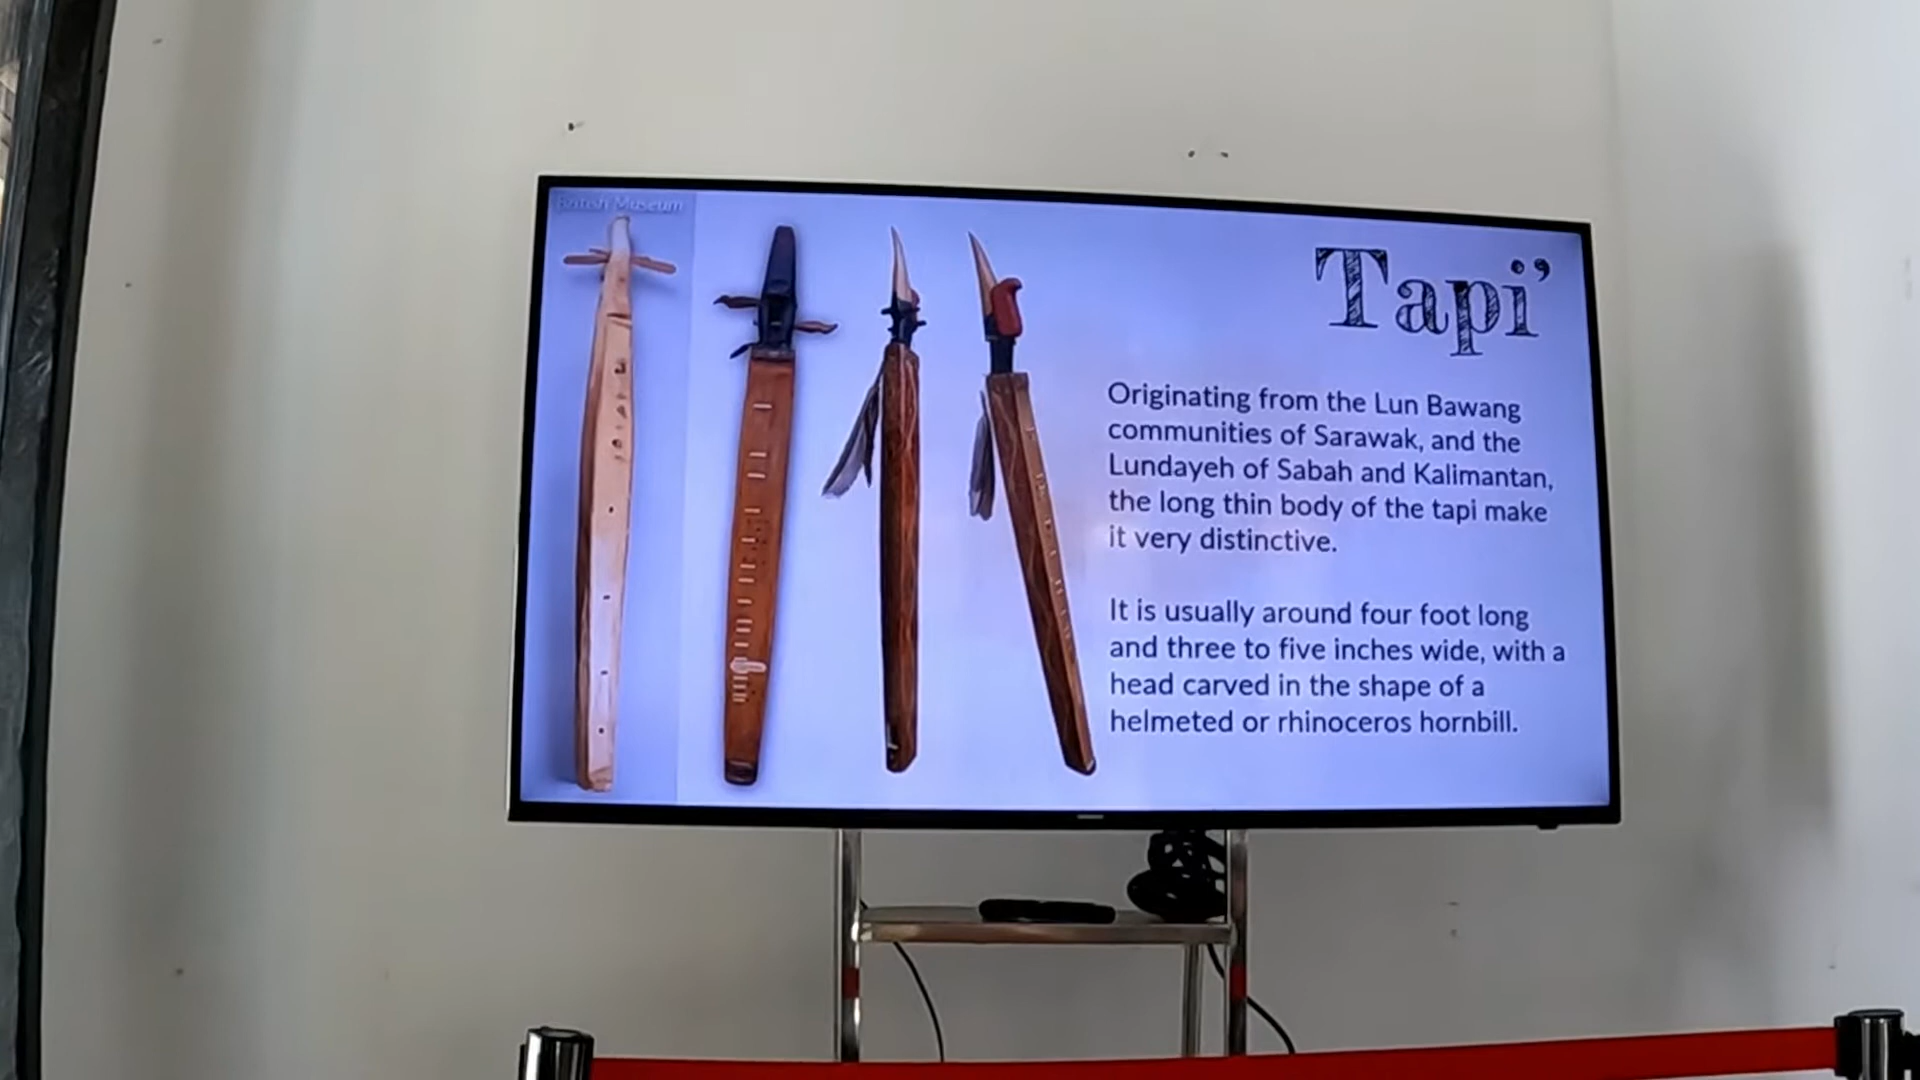 British Museum
Tapi’
Originating from the Lun Bawang
communities of Sarawak, and the
Lundayeh of Sabah and Kalimantan,
the long thin body of the tapi make
it very distinctive.
It is usually around four foot long
and three to five inches wide, with a
head carved in the shape of a
helmeted or rhinoceros hornbill.